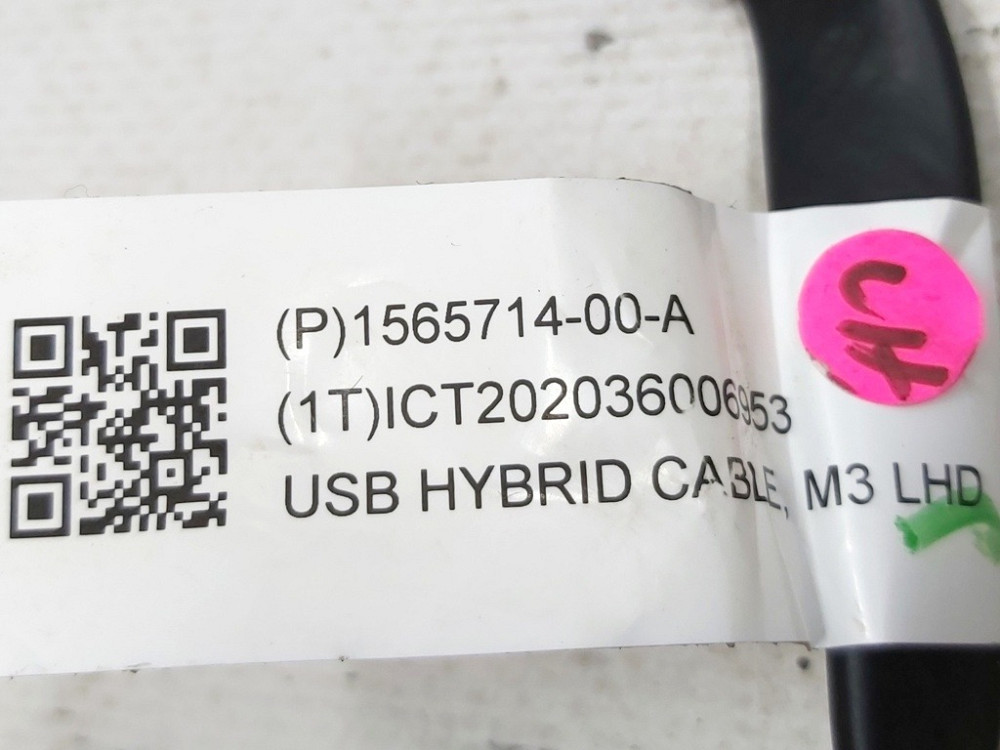 (P)1565714-00-A
(1T)ICT202036006953
USB HYBRID CABLE, M3 LHD